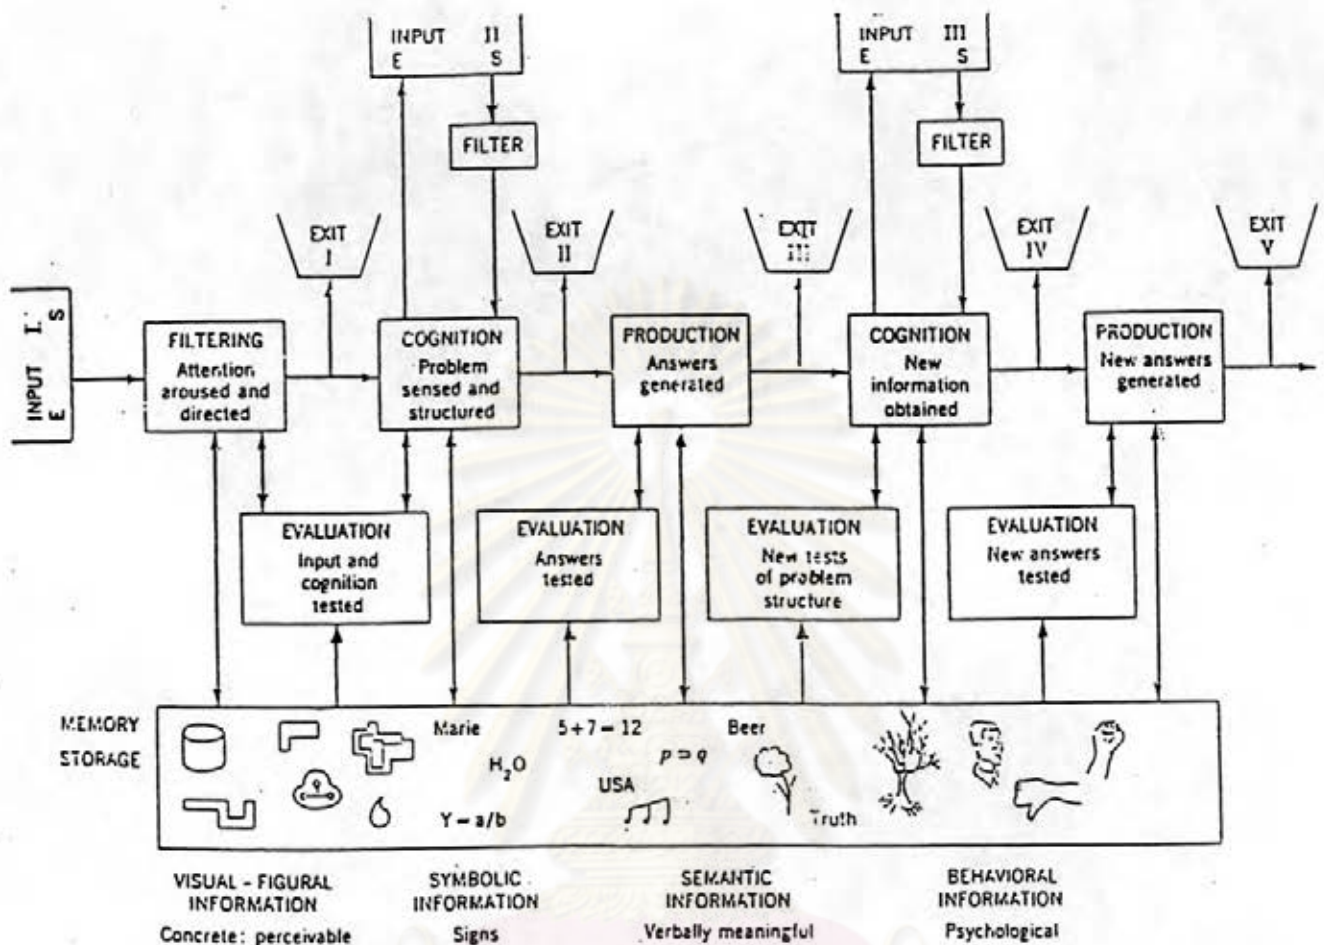 INPUT II
E S
INPUT III
E S
FILTER
FILTER
EXIT
I
EXIT
II
EXIT
III
EXIT
IV
EXIT
V
INPUT I.
E S
FILTERING
Attention
aroused and
directed
COGNITION
Problem
sensed and
structured
PRODUCTION
Answers
generated
COGNITION
New
information
obtained
PRODUCTION
New answers
generated
EVALUATION
Input and
cognition
tested
EVALUATION
Answers
tested
EVALUATION
New tests
of problem
structure
EVALUATION
New answers
tested
MEMORY
STORAGE
Marie
5 + 7 = 12
Beer
H₂O
p ⊃ q
USA
Y = a/b
Truth
VISUAL - FIGURAL
INFORMATION
Concrete: perceivable
SYMBOLIC
INFORMATION
Signs
SEMANTIC
INFORMATION
Verbally meaningful
BEHAVIORAL
INFORMATION
Psychological